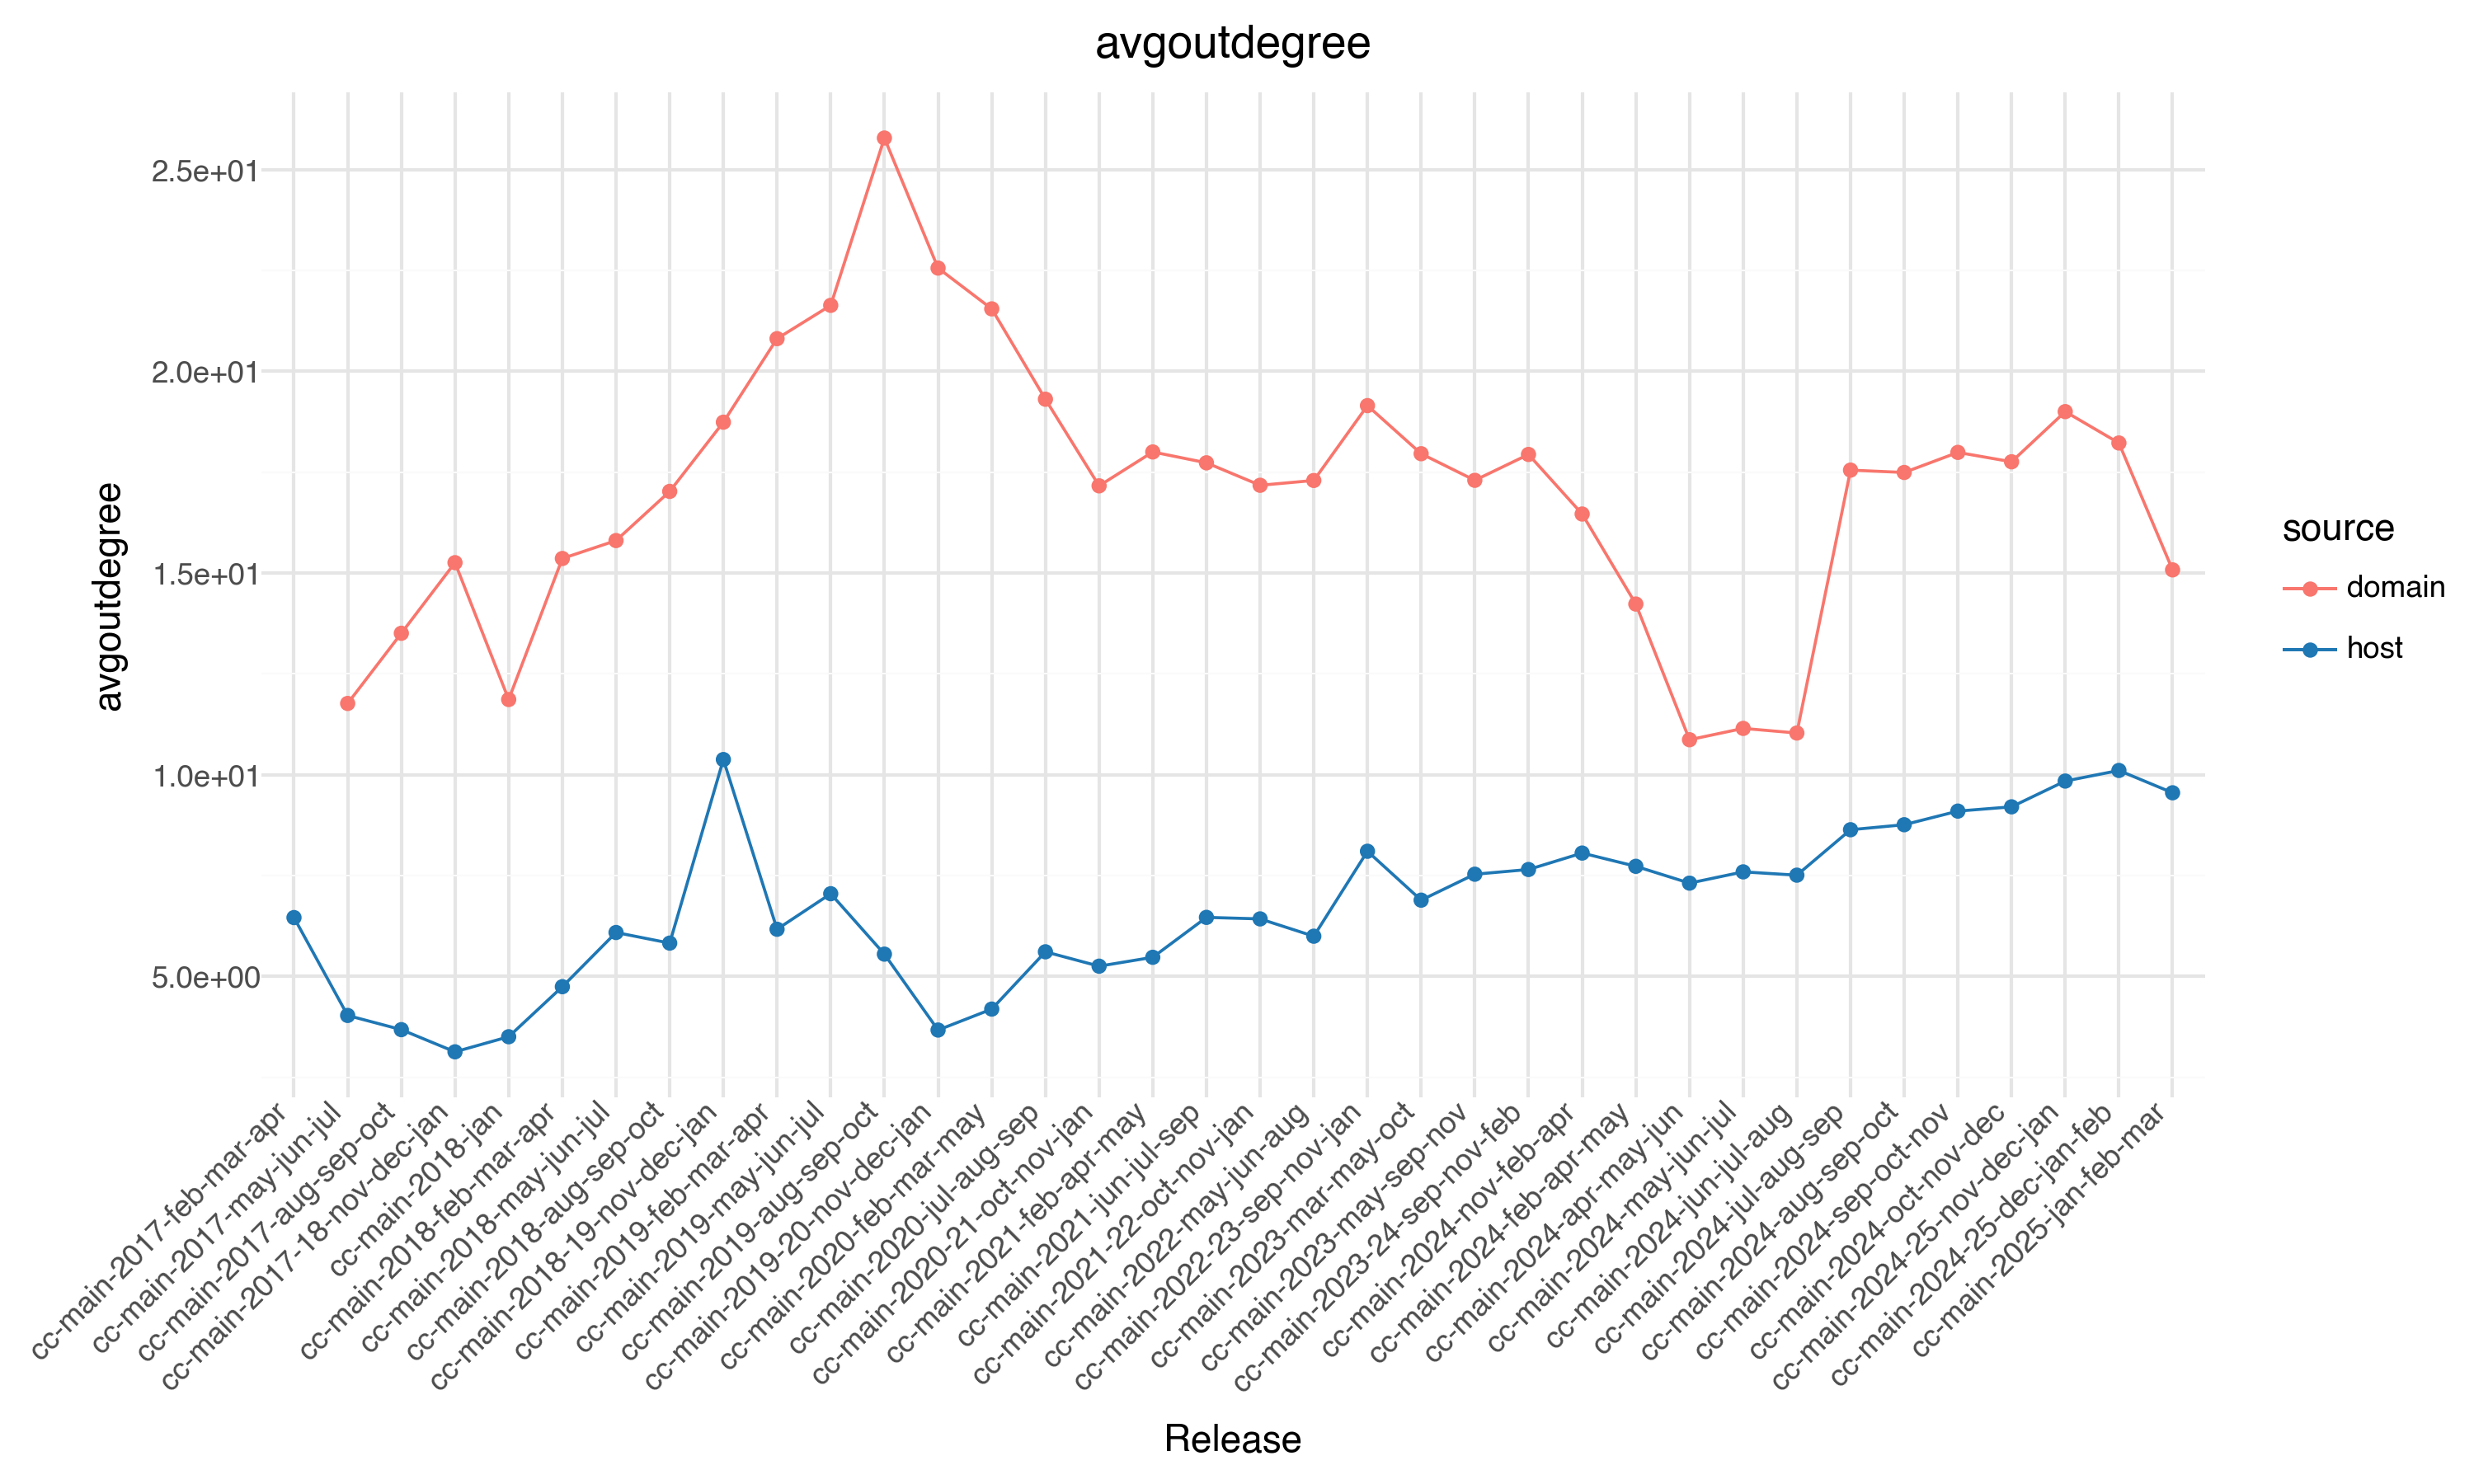 avgoutdegree
avgoutdegree
2.5e+01
2.0e+01
1.5e+01
1.0e+01
5.0e+00
cc-main-2017-feb-mar-apr
cc-main-2017-may-jun-jul
cc-main-2017-aug-sep-oct
cc-main-2017-18-nov-dec-jan
cc-main-2018-jan
cc-main-2018-feb-mar-apr
cc-main-2018-may-jun-jul
cc-main-2018-aug-sep-oct
cc-main-2018-19-nov-dec-jan
cc-main-2019-feb-mar-apr
cc-main-2019-may-jun-jul
cc-main-2019-aug-sep-oct
cc-main-2019-20-nov-dec-jan
cc-main-2020-feb-mar-may
cc-main-2020-jul-aug-sep
cc-main-2020-21-oct-nov-jan
cc-main-2021-feb-apr-may
cc-main-2021-jun-jul-sep
cc-main-2021-22-oct-nov-jan
cc-main-2022-may-jun-aug
cc-main-2022-23-sep-nov-jan
cc-main-2023-mar-may-oct
cc-main-2023-may-sep-nov
cc-main-2023-24-sep-nov-feb
cc-main-2024-nov-feb-apr
cc-main-2024-feb-apr-may
cc-main-2024-apr-may-jun
cc-main-2024-may-jun-jul
cc-main-2024-jun-jul-aug
cc-main-2024-jul-aug-sep
cc-main-2024-aug-sep-oct
cc-main-2024-sep-oct-nov
cc-main-2024-oct-nov-dec
cc-main-2024-25-nov-dec-jan
cc-main-2024-25-dec-jan-feb
cc-main-2025-jan-feb-mar
Release
source
domain
host